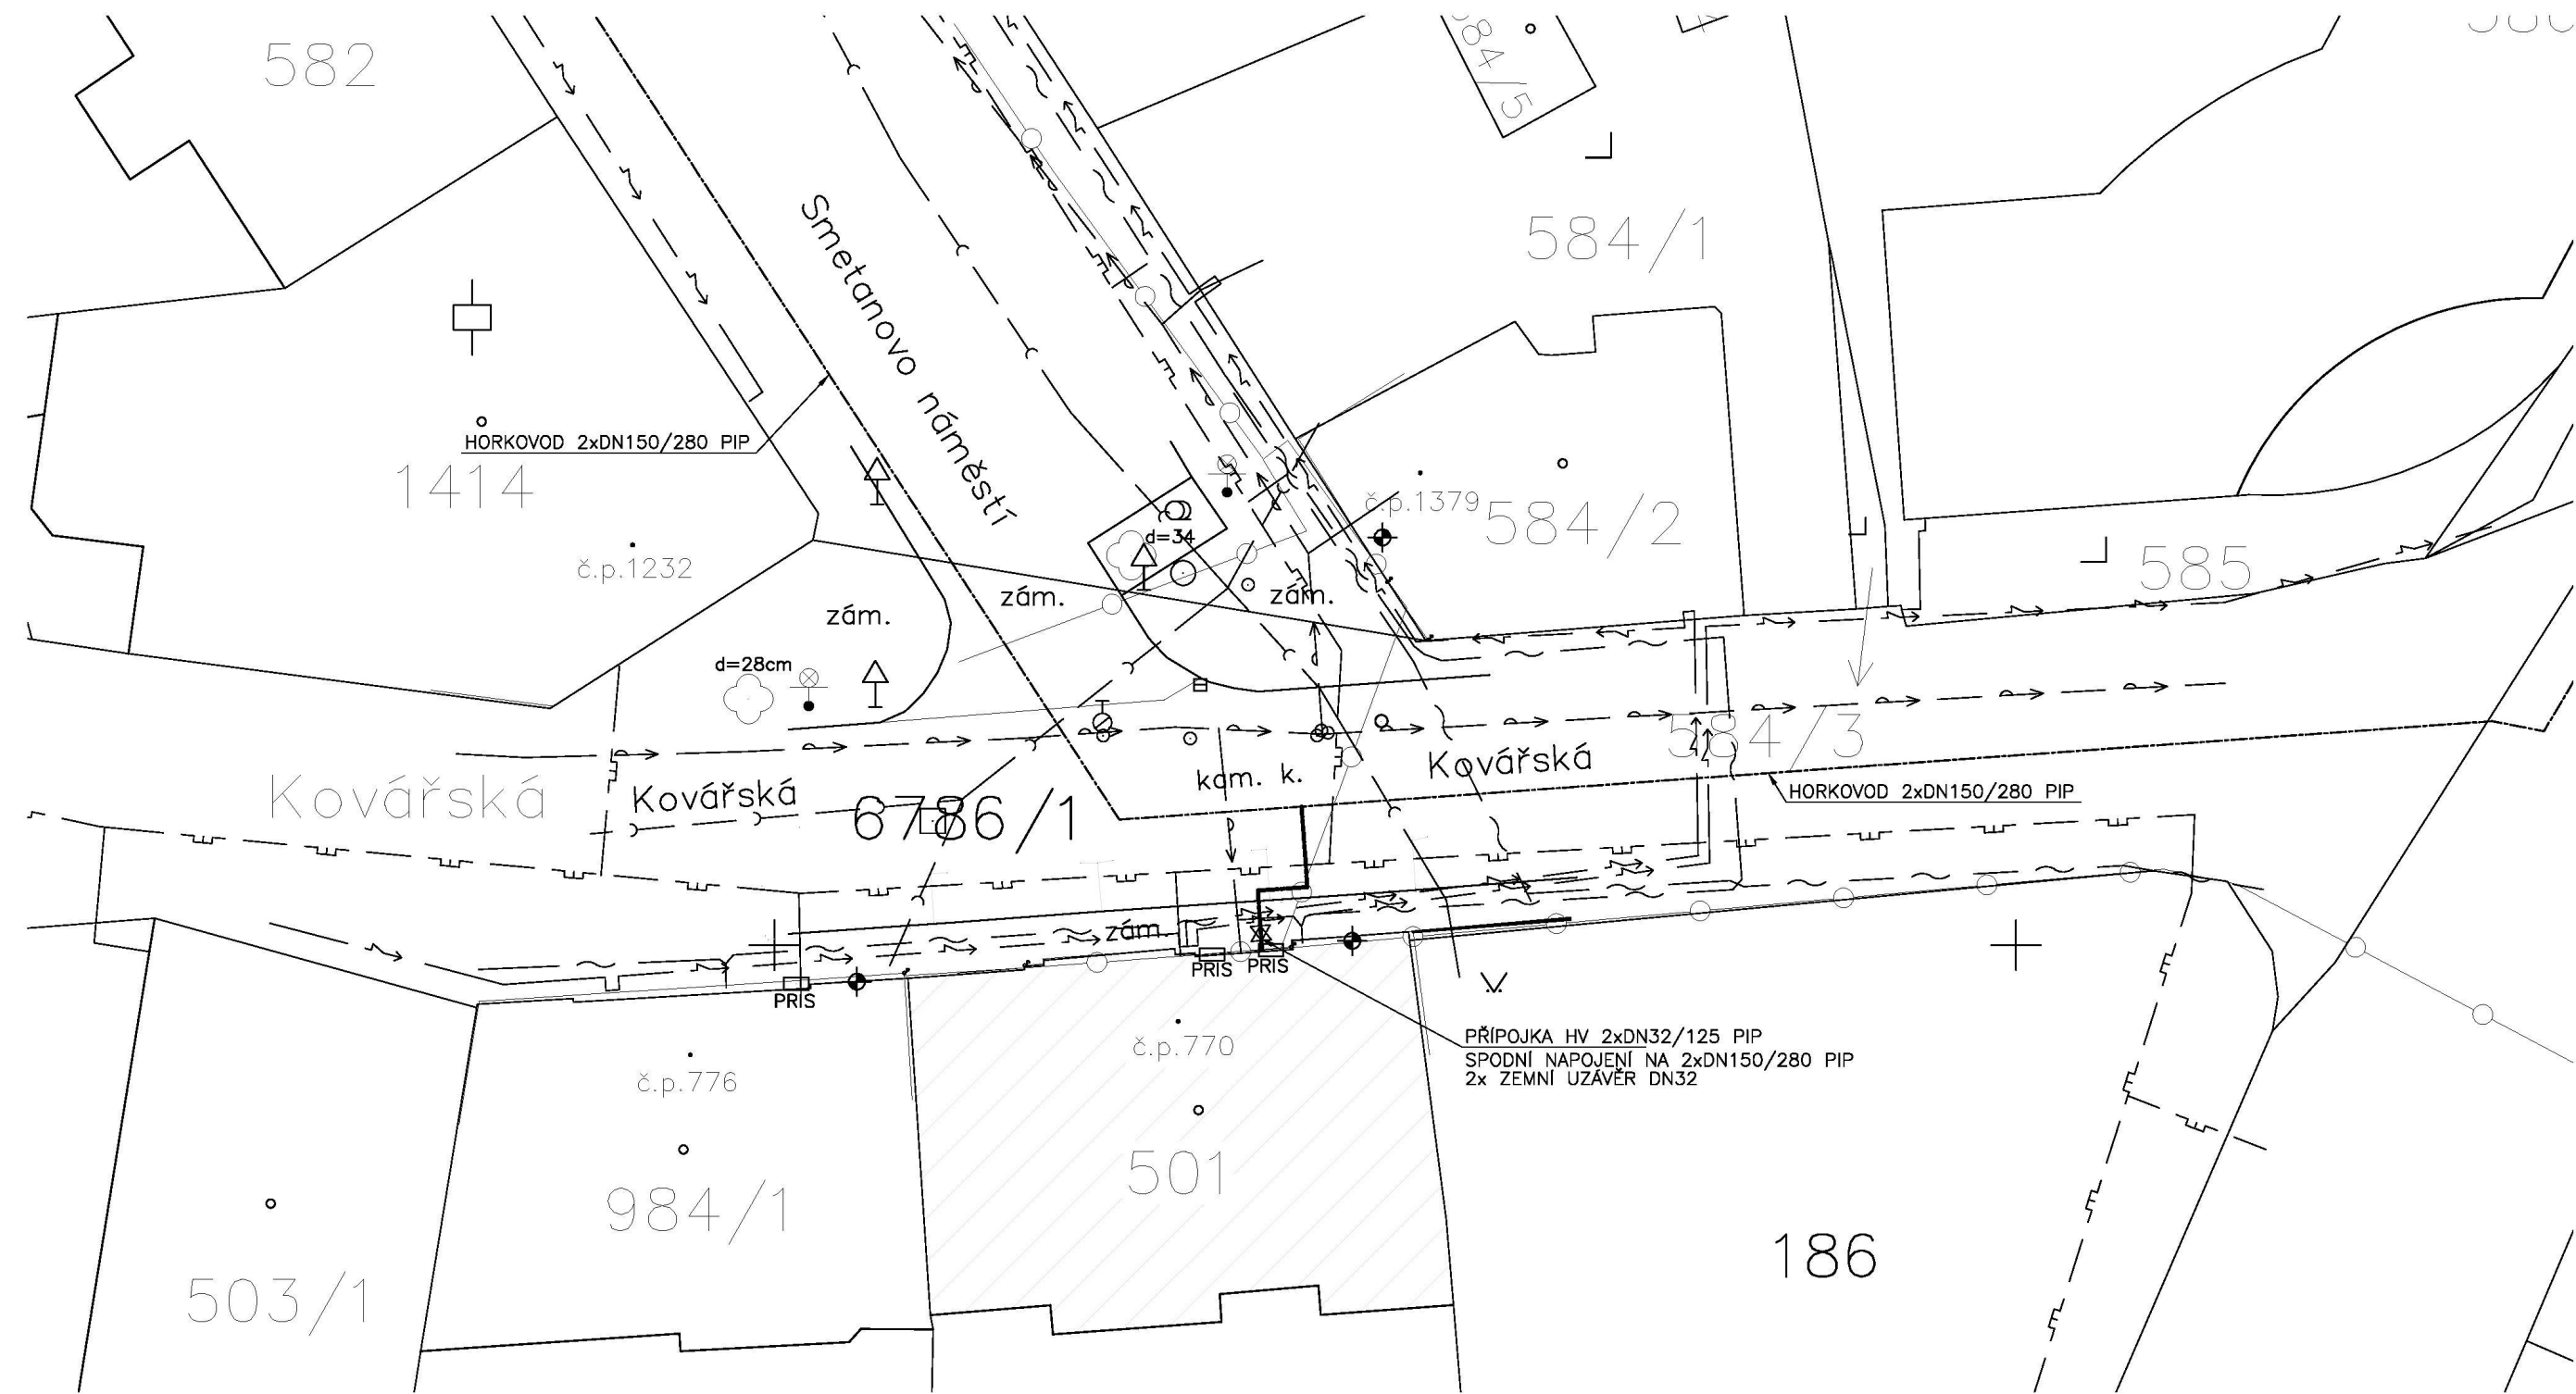 582
584/5
584/1
Smetanovo náměstí
HORKOVOD 2xDN150/280 PIP
1414
č.p.1232
č.p.1379
584/2
d=34
585
zám.
zám.
zám.
d=28cm
Kovářská
Kovářská
6786/1
kam. k.
Kovářská
584/3
HORKOVOD 2xDN150/280 PIP
zám.
PRIS
PRIS
PRIS
č.p.776
č.p.770
PŘÍPOJKA HV 2xDN32/125 PIP
SPODNÍ NAPOJENÍ NA 2xDN150/280 PIP
2x ZEMNÍ UZÁVĚR DN32
984/1
501
186
503/1